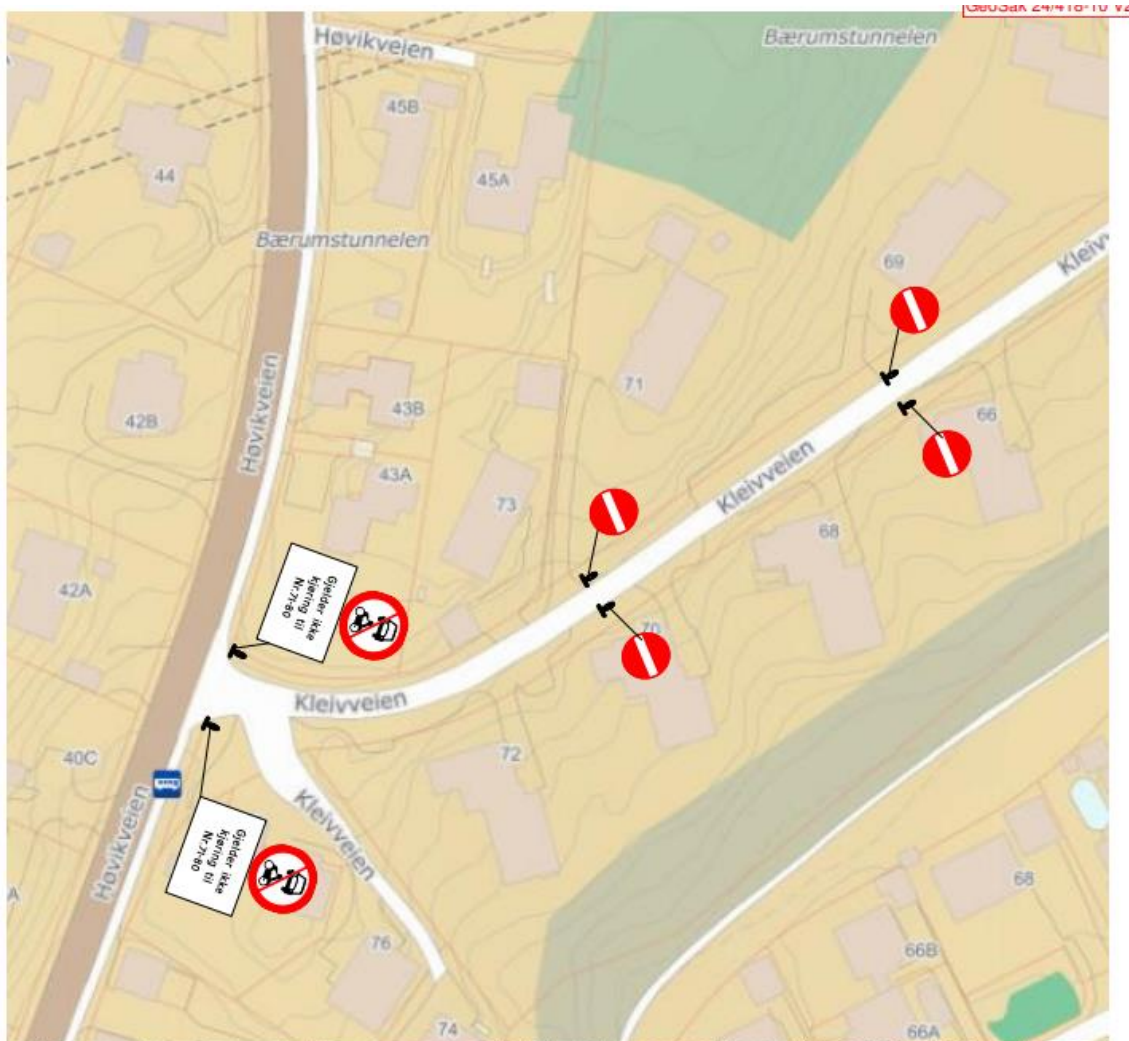 GeoSak 24/418-10 V2
Høvikveien
Bærumstunnelen
45B
44
45A
Bærumstunnelen
69
Kleivv
71
Høvikveien
42B
43B
66
43A
73
Kleivveien
68
42A
Gjelder ikke
kjøring til
Nr.71-80
70
Kleivveien
72
40C
Høvikveien
Kleivveien
Gjelder ikke
kjøring til
Nr.71-80
68
A
76
66B
74
66A